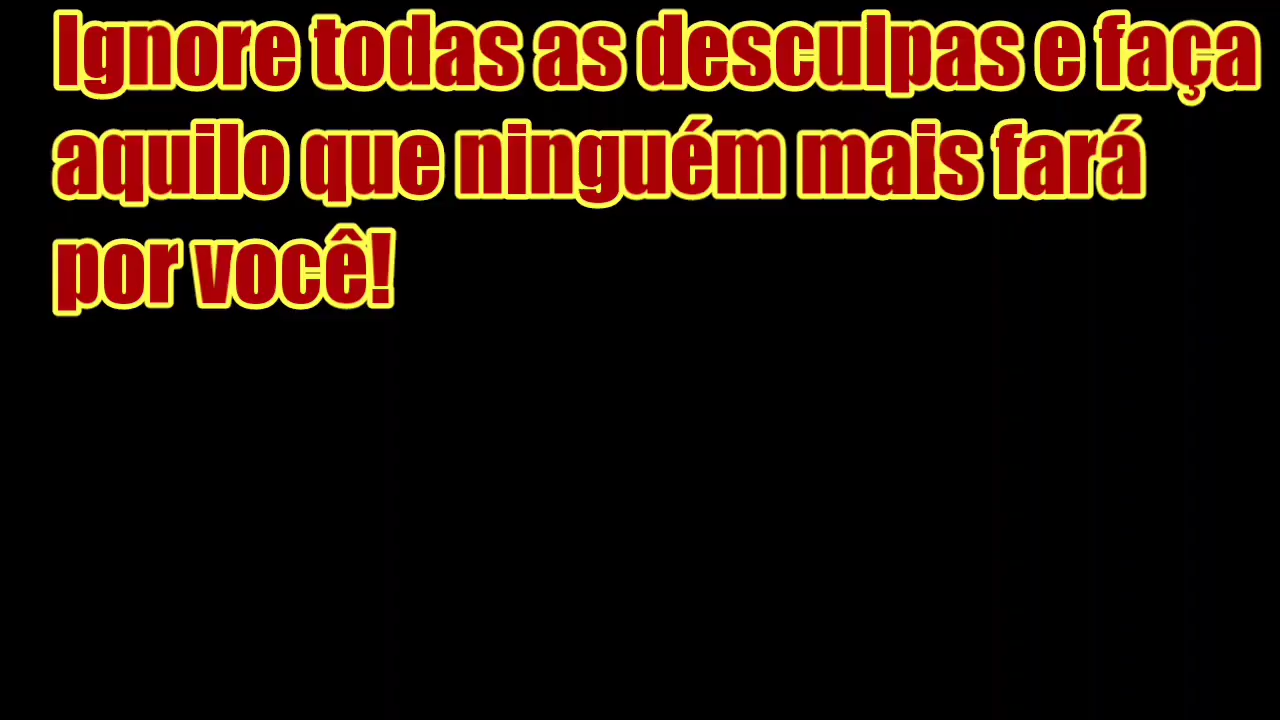 Ignore todas as desculpas e faça
aquilo que ninguém mais fará
por você!